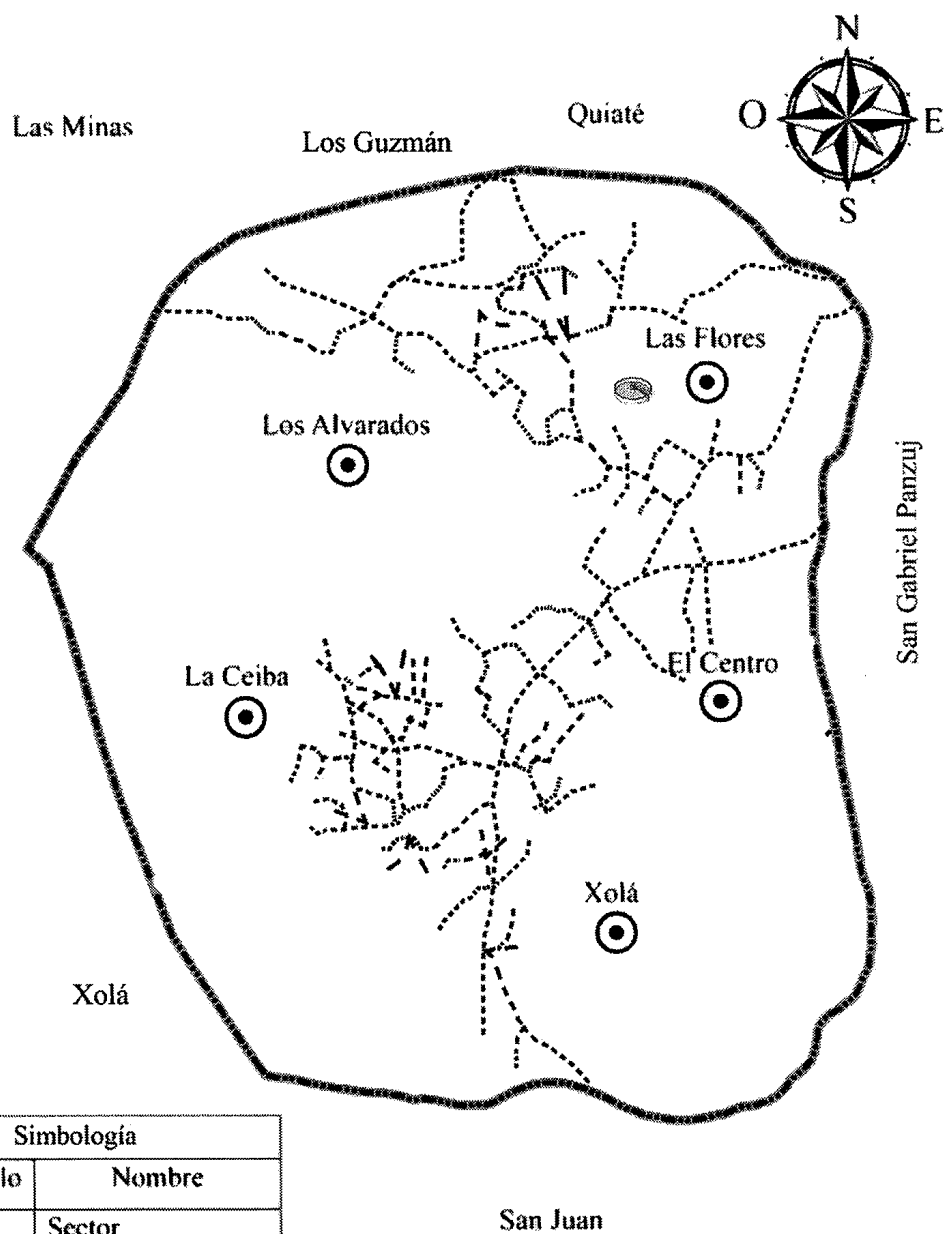 N
Quiaté
Las Minas
O
E
Los Guzmán
S
Las Flores
Los Alvarados
San Gabriel Panzuj
El Centro
La Ceiba
Xolá
Xolá
Simbología
lo Nombre
Sector
San Juan